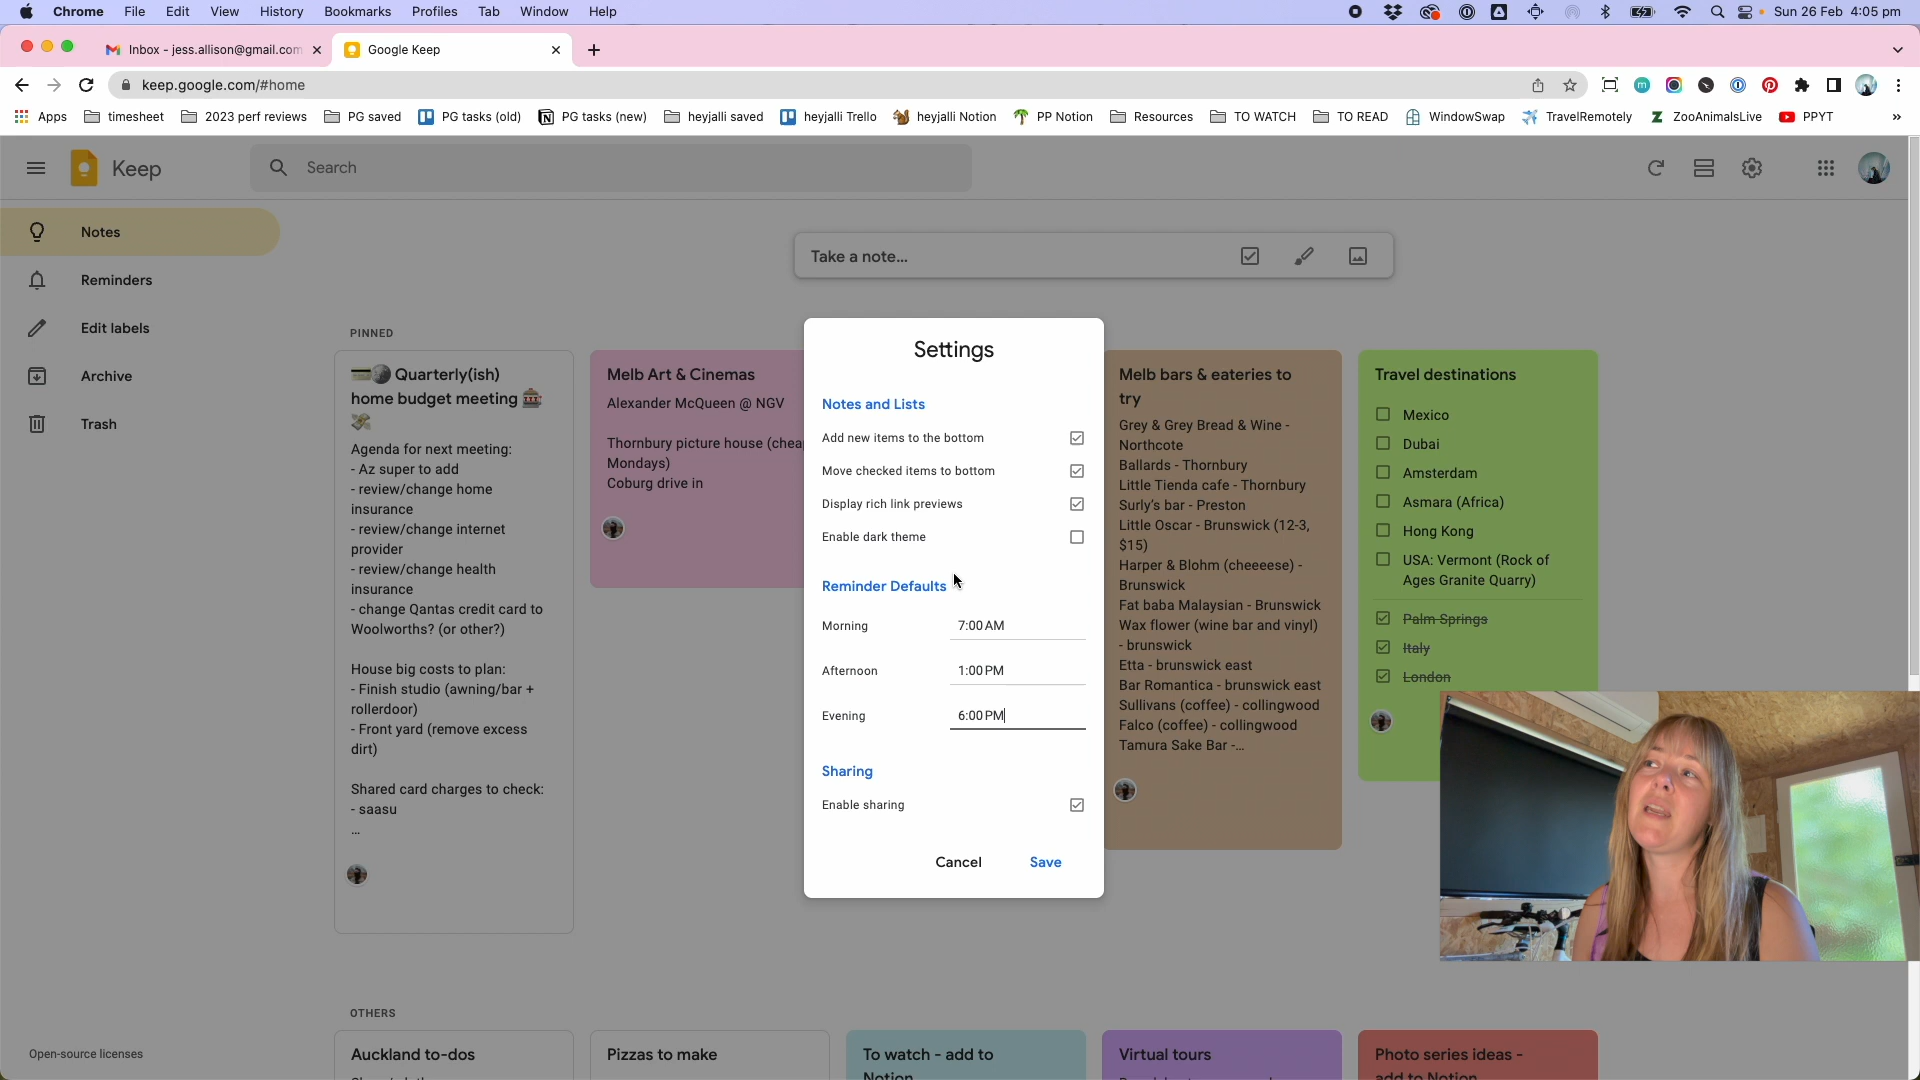 Chrome File Edit View History Bookmarks Profiles Tab Window Help Sun 26 Feb 4:05 pm
Inbox - jess.allison@gmail.com Google Keep
keep.google.com/#home
Apps timesheet 2023 perf reviews PG saved PG tasks (old) PG tasks (new) heyjalli saved heyjalli Trello heyjalli Notion PP Notion Resources TO WATCH TO READ WindowSwap TravelRemotely ZooAnimalsLive PPYT »
Keep
Search
Notes
Reminders
Edit labels
Archive
Trash
Open-source licenses
Take a note...
PINNED
Quarterly(ish)
home budget meeting
Agenda for next meeting:
- Az super to add
- review/change home
insurance
- review/change internet
provider
- review/change health
insurance
- change Qantas credit card to
Woolworths? (or other?)
House big costs to plan:
- Finish studio (awning/bar +
rollerdoor)
- Front yard (remove excess
dirt)
Shared card charges to check:
- saasu
...
Melb Art & Cinemas
Alexander McQueen @ NGV
Thornbury picture house (cheap
Mondays)
Coburg drive in
Settings
Notes and Lists
Add new items to the bottom
Move checked items to bottom
Display rich link previews
Enable dark theme
Reminder Defaults
Morning 7:00 AM
Afternoon 1:00 PM
Evening 6:00 PM
Sharing
Enable sharing
Cancel Save
Melb bars & eateries to
try
Grey & Grey Bread & Wine -
Northcote
Ballards - Thornbury
Little Tienda cafe - Thornbury
Surly's bar - Preston
Little Oscar - Brunswick (12-3,
$15)
Harper & Blohm (cheeeese) -
Brunswick
Fat baba Malaysian - Brunswick
Wax flower (wine bar and vinyl)
- brunswick
Etta - brunswick east
Bar Romantica - brunswick east
Sullivans (coffee) - collingwood
Falco (coffee) - collingwood
Tamura Sake Bar -...
Travel destinations
Mexico
Dubai
Amsterdam
Asmara (Africa)
Hong Kong
USA: Vermont (Rock of
Ages Granite Quarry)
Palm Springs
Italy
London
OTHERS
Auckland to-dos
Pizzas to make
To watch - add to
Notion
Virtual tours
Photo series ideas -
add to Notion